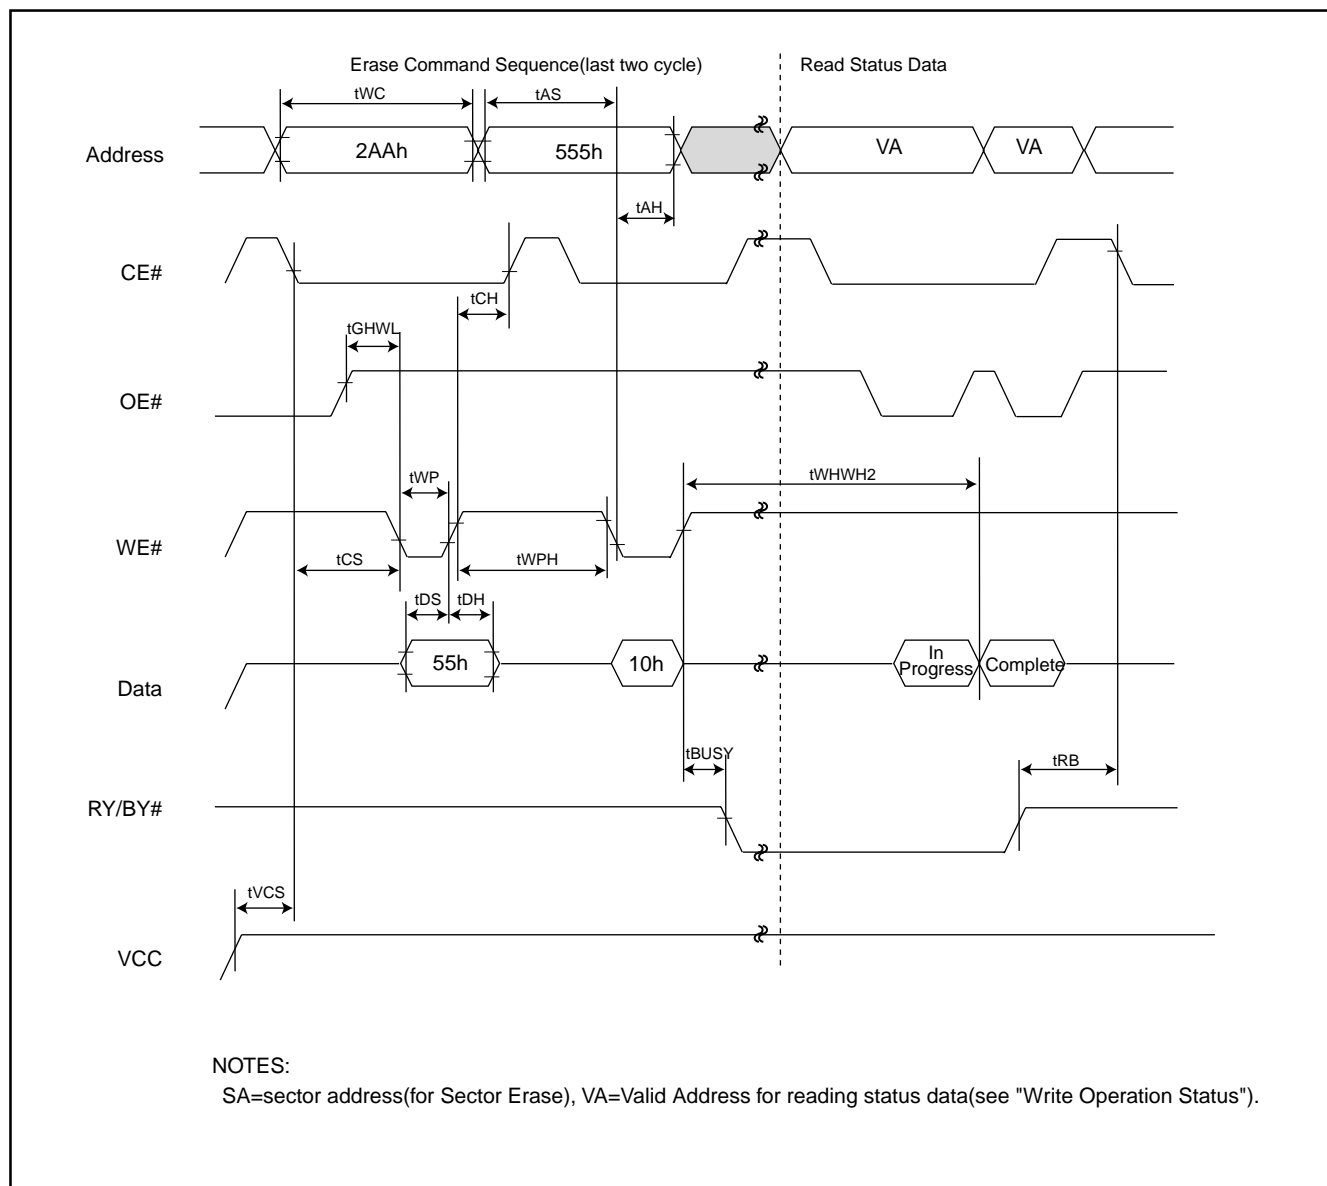 Erase Command Sequence(last two cycle)
Read Status Data
tWC
tAS
Address
2AAh
555h
VA
VA
tAH
CE#
tCH
tGHWL
OE#
tWP
tWHWH2
WE#
tCS
tWPH
tDS
tDH
Data
55h
10h
In
Progress
Complete
tBUSY
tRB
RY/BY#
tVCS
VCC
NOTES:
SA=sector address(for Sector Erase), VA=Valid Address for reading status data(see "Write Operation Status").